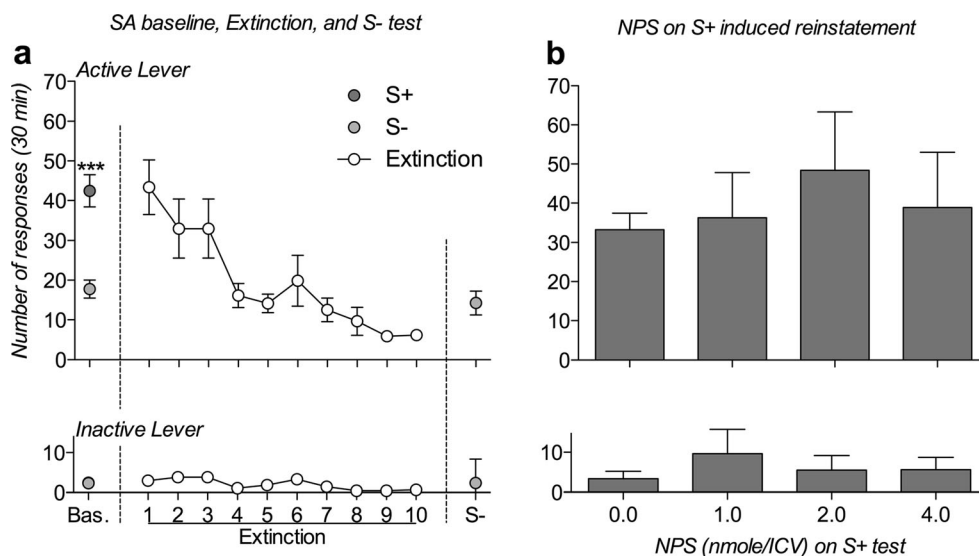 SA baseline, Extinction, and S- test
a
Active Lever
Number of responses (30 min)
70
60
50
40
30
20
10
0
***
S+
S-
Extinction
Inactive Lever
10
0
Bas. 1 2 3 4 5 6 7 8 9 10 S-
Extinction
NPS on S+ induced reinstatement
b
70
60
50
40
30
20
10
0
10
0
0.0 1.0 2.0 4.0
NPS (nmole/ICV) on S+ test